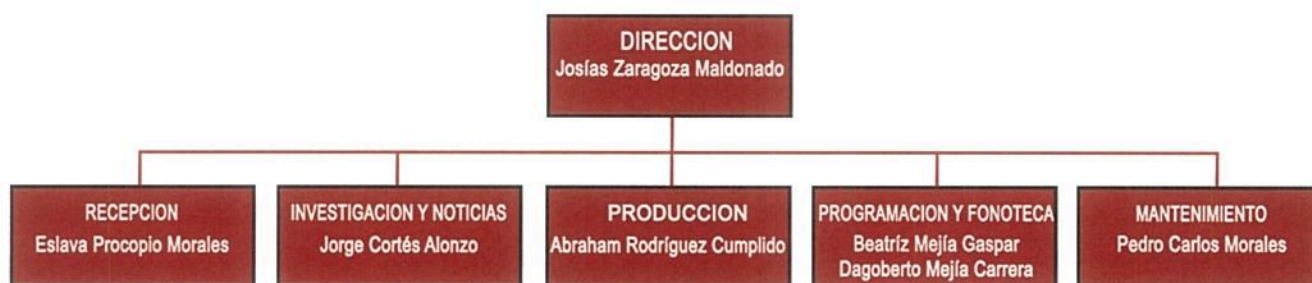 DIRECCION
Josías Zaragoza Maldonado
RECEPCION
Eslava Procopio Morales
INVESTIGACION Y NOTICIAS
Jorge Cortés Alonzo
PRODUCCION
Abraham Rodríguez Cumplido
PROGRAMACION Y FONOTECA
Beatríz Mejía Gaspar
Dagoberto Mejía Carrera
MANTENIMIENTO
Pedro Carlos Morales